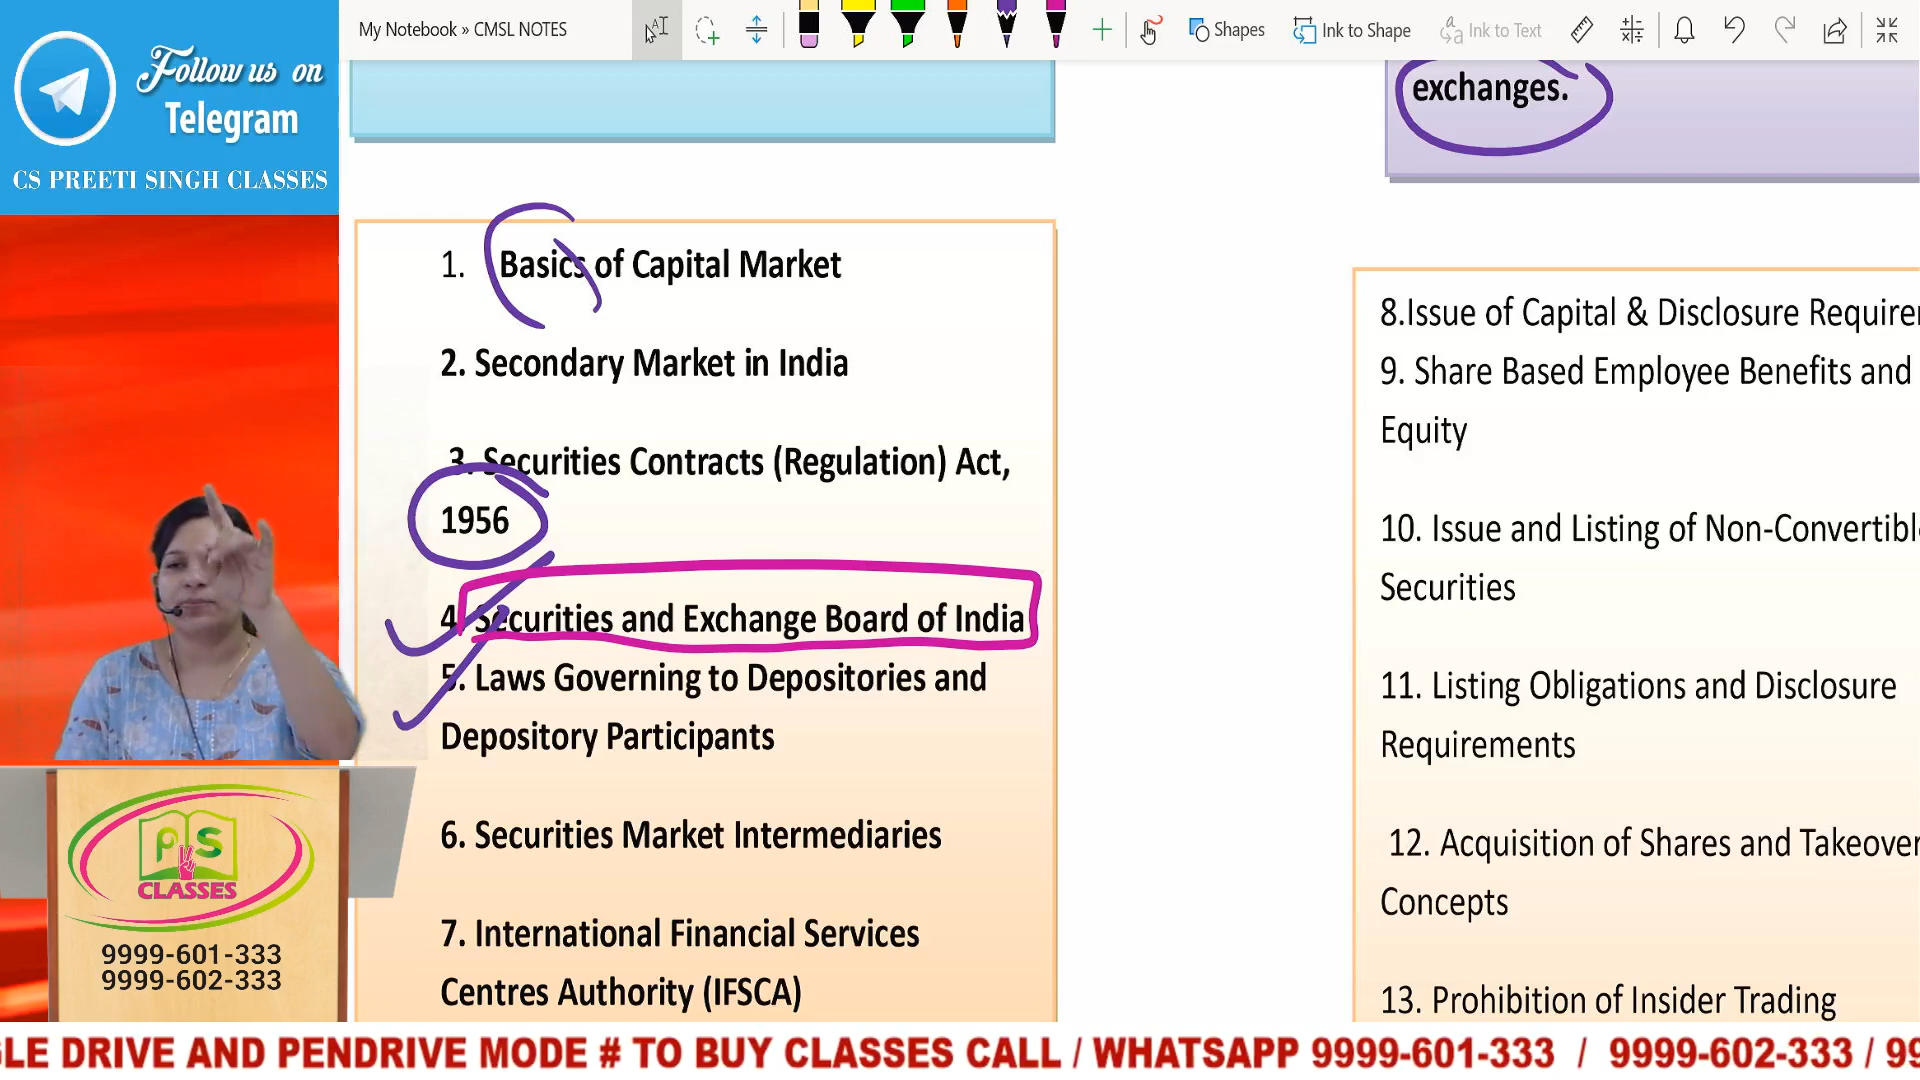 Follow us on
Telegram
CS PREETI SINGH CLASSES
My Notebook » CMSL NOTES
Shapes
Ink to Shape
Ink to Text
exchanges.
1. Basics of Capital Market
2. Secondary Market in India
3. Securities Contracts (Regulation) Act,
1956
4. Securities and Exchange Board of India
5. Laws Governing to Depositories and
Depository Participants
6. Securities Market Intermediaries
7. International Financial Services
Centres Authority (IFSCA)
8.Issue of Capital & Disclosure
9. Share Based Employee Benefits and
Equity
10. Issue and Listing of
Securities
11. Listing Obligations and Disclosure
Requirements
12. Acquisition of Shares and
Concepts
13. Prohibition of Insider Trading
PS
CLASSES
9999-601-333
9999-602-333
DRIVE AND PENDRIVE MODE # TO BUY CLASSES CALL / WHATSAPP 9999-601-333 / 9999-602-333 /